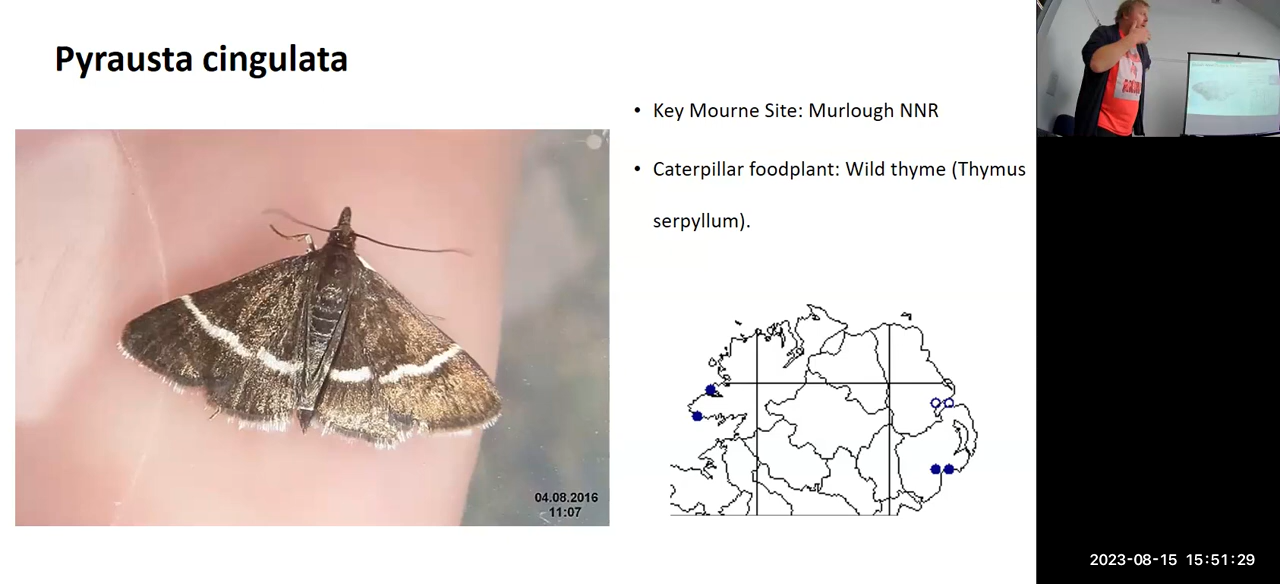 Pyrausta cingulata
• Key Mourne Site: Murlough NNR
• Caterpillar foodplant: Wild thyme (Thymus
serpyllum).
04.08.2016
11:07
2023-08-15 15:51:29